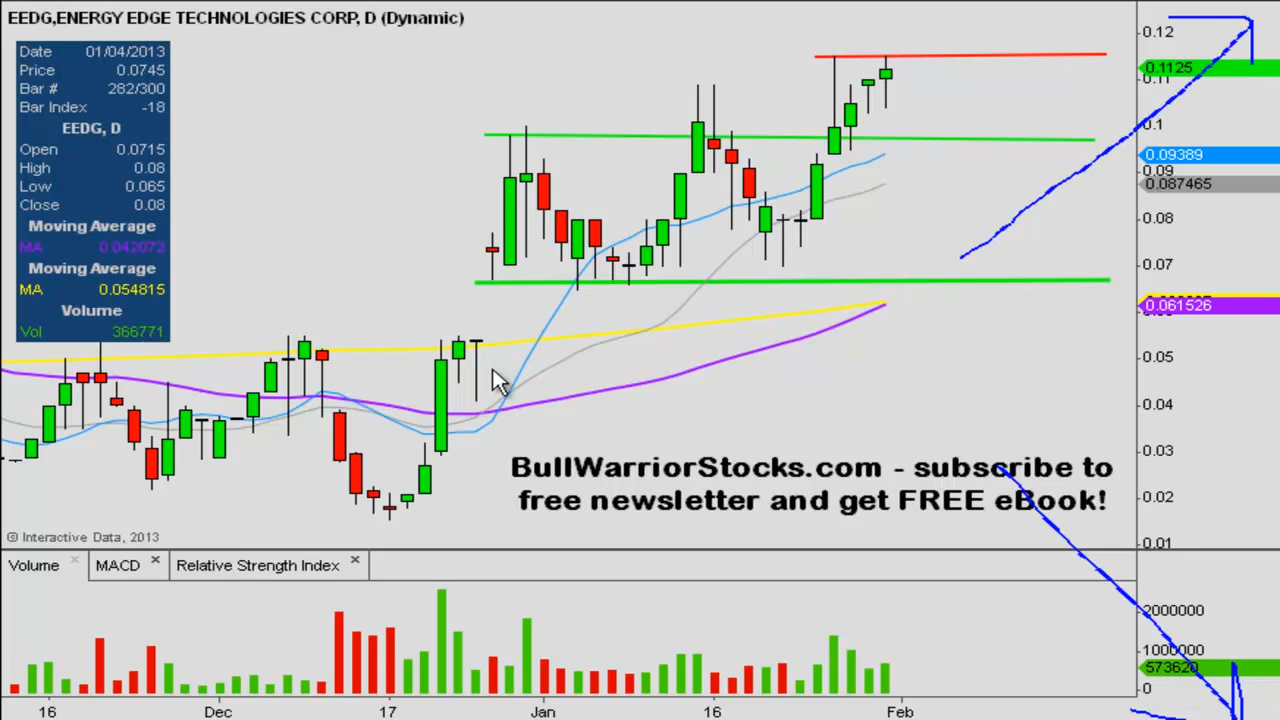 EEDG,ENERGY EDGE TECHNOLOGIES CORP, D (Dynamic)
Date 01/04/2013
Price 0.0745
Bar # 282/300
Bar Index -18
EEDG, D
Open 0.0715
High 0.08
Low 0.065
Close 0.08
Moving Average
MA 0.042072
Moving Average
MA 0.054815
Volume
Vol 366771
0.12
0.1125
0.11
0.1
0.09389
0.09
0.087465
0.08
0.07
0.061526
0.05
0.04
0.03
0.02
0.01
BullWarriorStocks.com - subscribe to
free newsletter and get FREE eBook!
© Interactive Data, 2013
Volume × MACD × Relative Strength Index ×
2000000
1000000
573620
0
16 Dec 17 Jan 16 Feb